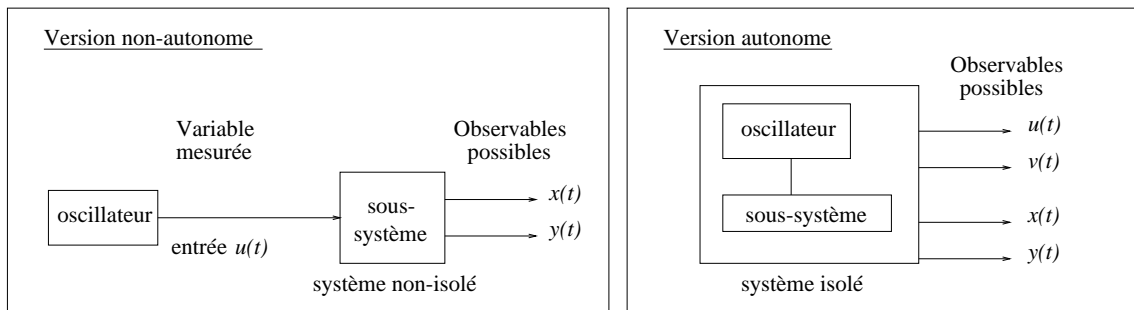 Version non-autonome
Variable
mesurée
Observables
possibles
oscillateur
entrée u(t)
sous-
système
x(t)
y(t)
système non-isolé
Version autonome
Observables
possibles
oscillateur
sous-système
u(t)
v(t)
x(t)
y(t)
système isolé